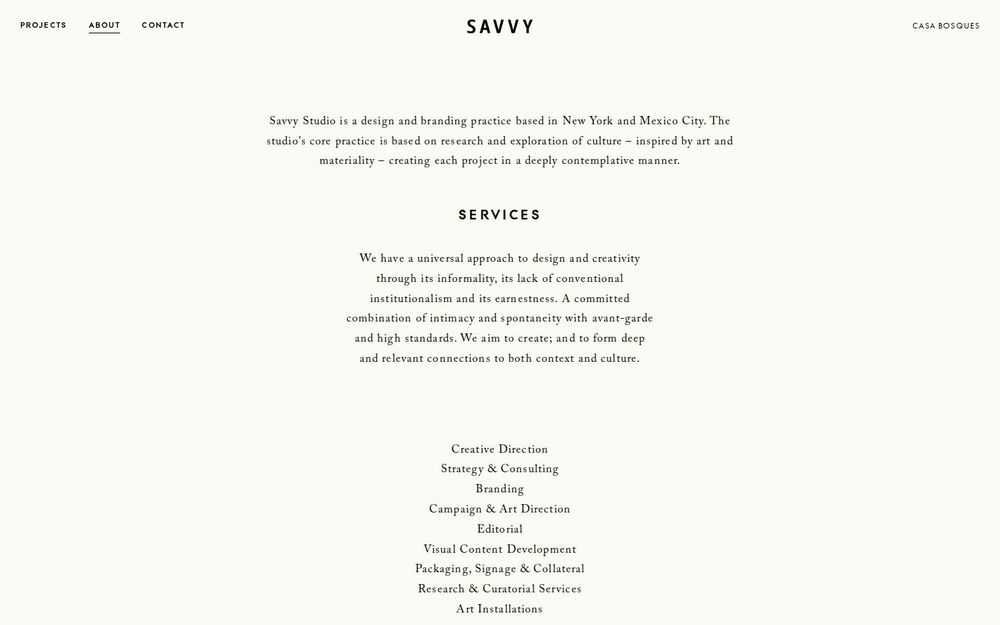 PROJECTS ABOUT CONTACT SAVVY CASA BOSQUES
Savvy Studio is a design and branding practice based in New York and Mexico City. The
studio's core practice is based on research and exploration of culture – inspired by art and
materiality – creating each project in a deeply contemplative manner.
SERVICES
We have a universal approach to design and creativity
through its informality, its lack of conventional
institutionalism and its earnestness. A committed
combination of intimacy and spontaneity with avant-garde
and high standards. We aim to create; and to form deep
and relevant connections to both context and culture.
Creative Direction
Strategy & Consulting
Branding
Campaign & Art Direction
Editorial
Visual Content Development
Packaging, Signage & Collateral
Research & Curatorial Services
Art Installations